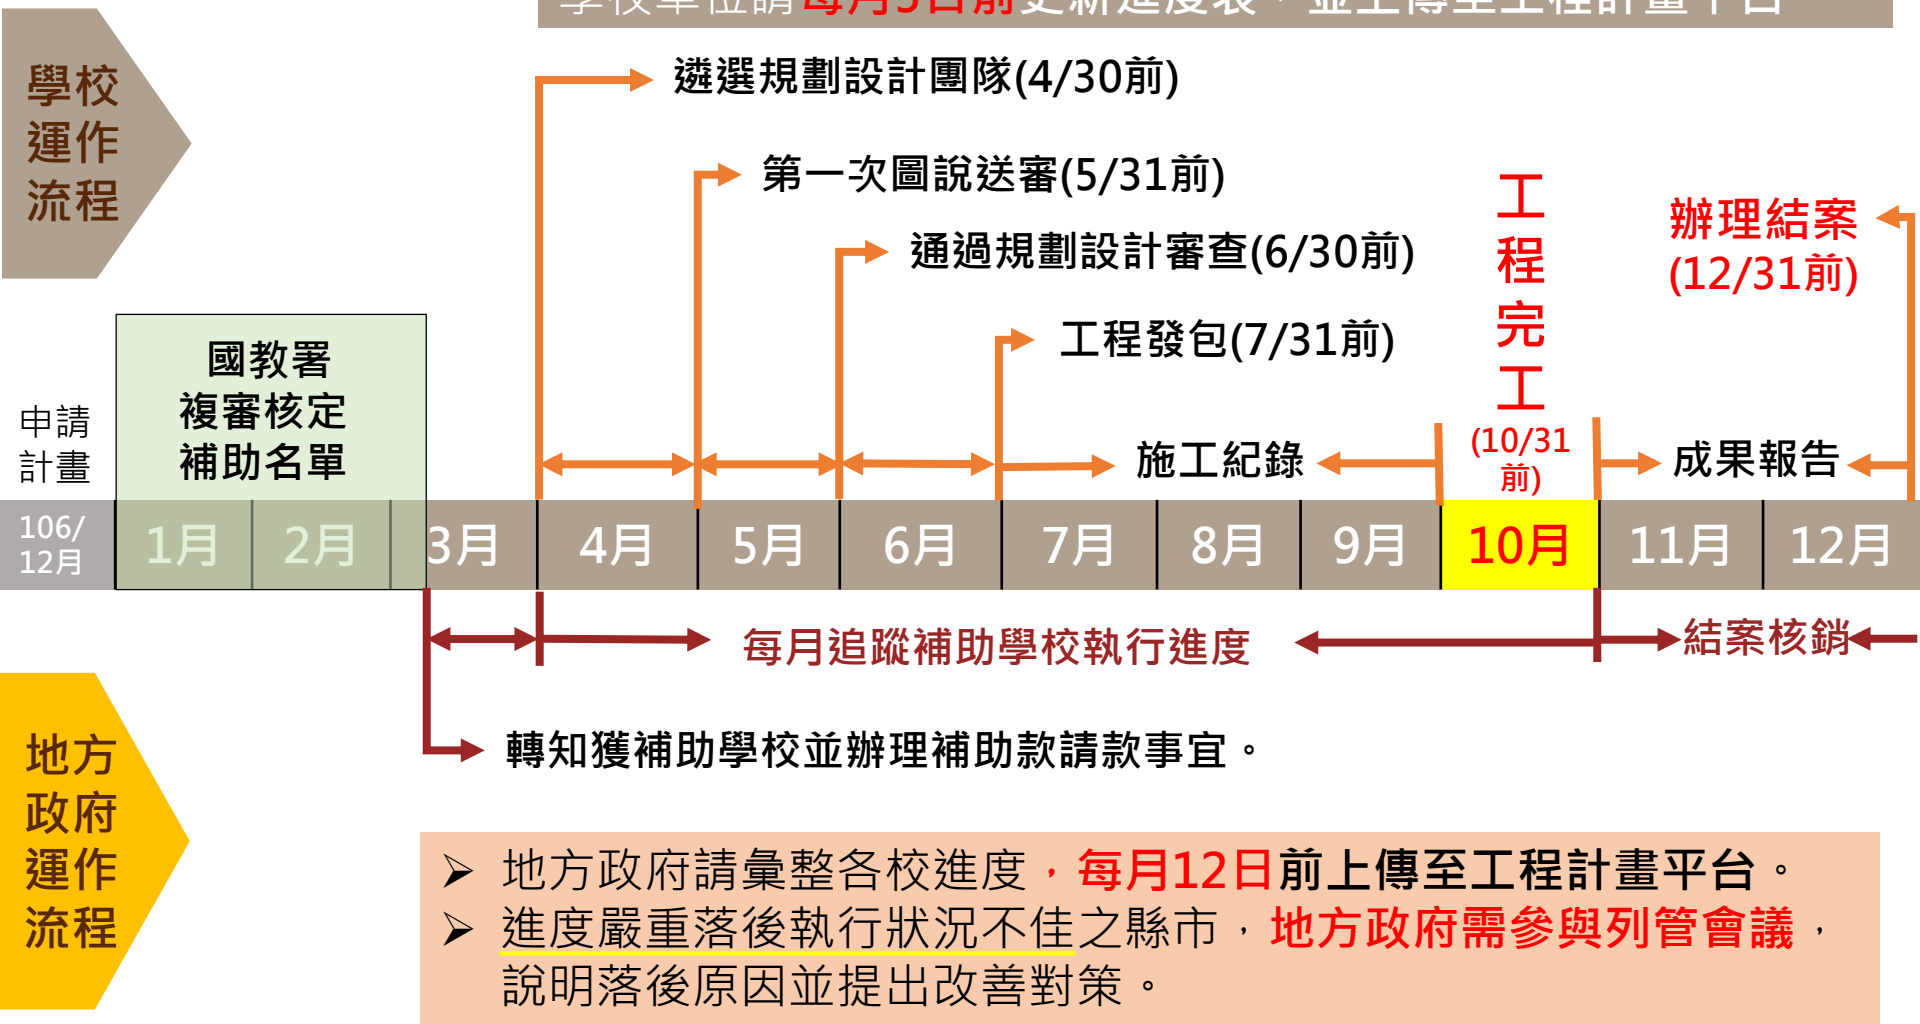 學校單位請每月5日前更新進度表，並上傳至工程計畫平台
學校
運作
流程
遴選規劃設計團隊(4/30前)
第一次圖說送審(5/31前)
通過規劃設計審查(6/30前)
工程發包(7/31前)
工
程
完
工
(10/31
前)
辦理結案
(12/31前)
國教署
複審核定
補助名單
申請
計畫
施工紀錄
成果報告
106/
12月
1月 2月 3月 4月 5月 6月 7月 8月 9月 10月 11月 12月
每月追蹤補助學校執行進度
結案核銷
轉知獲補助學校並辦理補助款請款事宜。
地方
政府
運作
流程
➢ 地方政府請彙整各校進度，每月12日前上傳至工程計畫平台。
➢ 進度嚴重落後執行狀況不佳之縣市，地方政府需參與列管會議，
說明落後原因並提出改善對策。